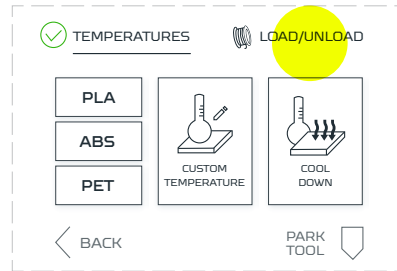 TEMPERATURES
LOAD/UNLOAD
PLA
ABS
PET
CUSTOM
TEMPERATURE
COOL
DOWN
BACK
PARK
TOOL